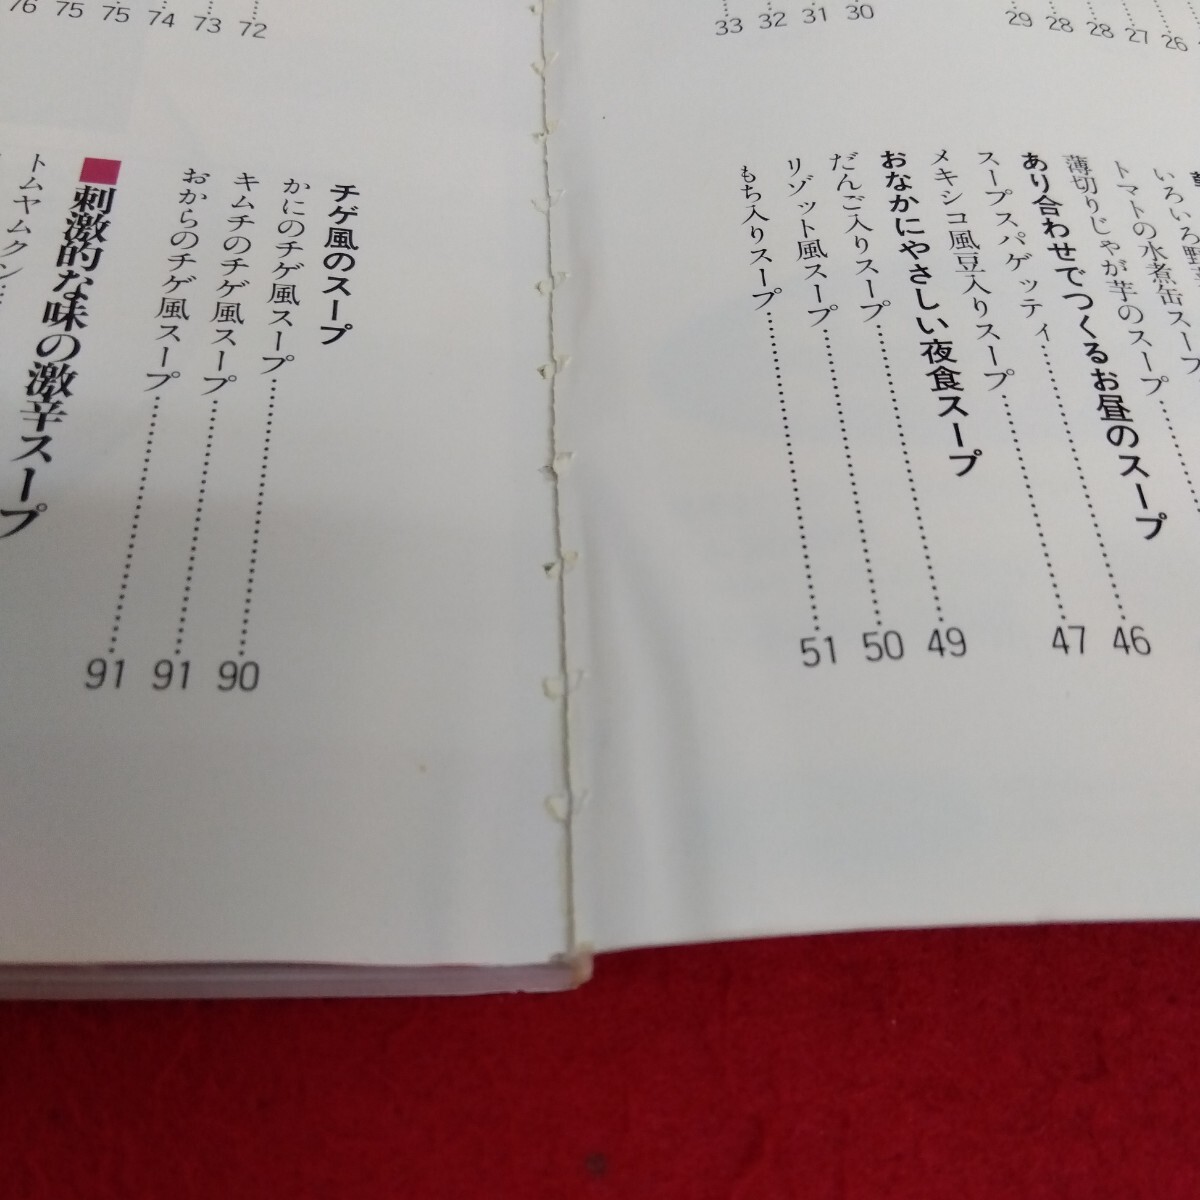 33 32 31 30
29 28 28 27 26
いろいろ野
トマトの水煮缶スープ
薄切りじゃが芋のスープ……46
あり合わせでつくるお昼のスープ
スープスパゲッティ……47
メキシコ風豆入りスープ
おなかにやさしい夜食スープ
だんご入りスープ……49
リゾット風スープ……50
もち入りスープ……51
76 75 75 74 73 72
チゲ風のスープ
かにのチゲ風スープ……90
キムチのチゲ風スープ……91
おからのチゲ風スープ……91
■刺激的な味の激辛スープ
トムヤムクン……